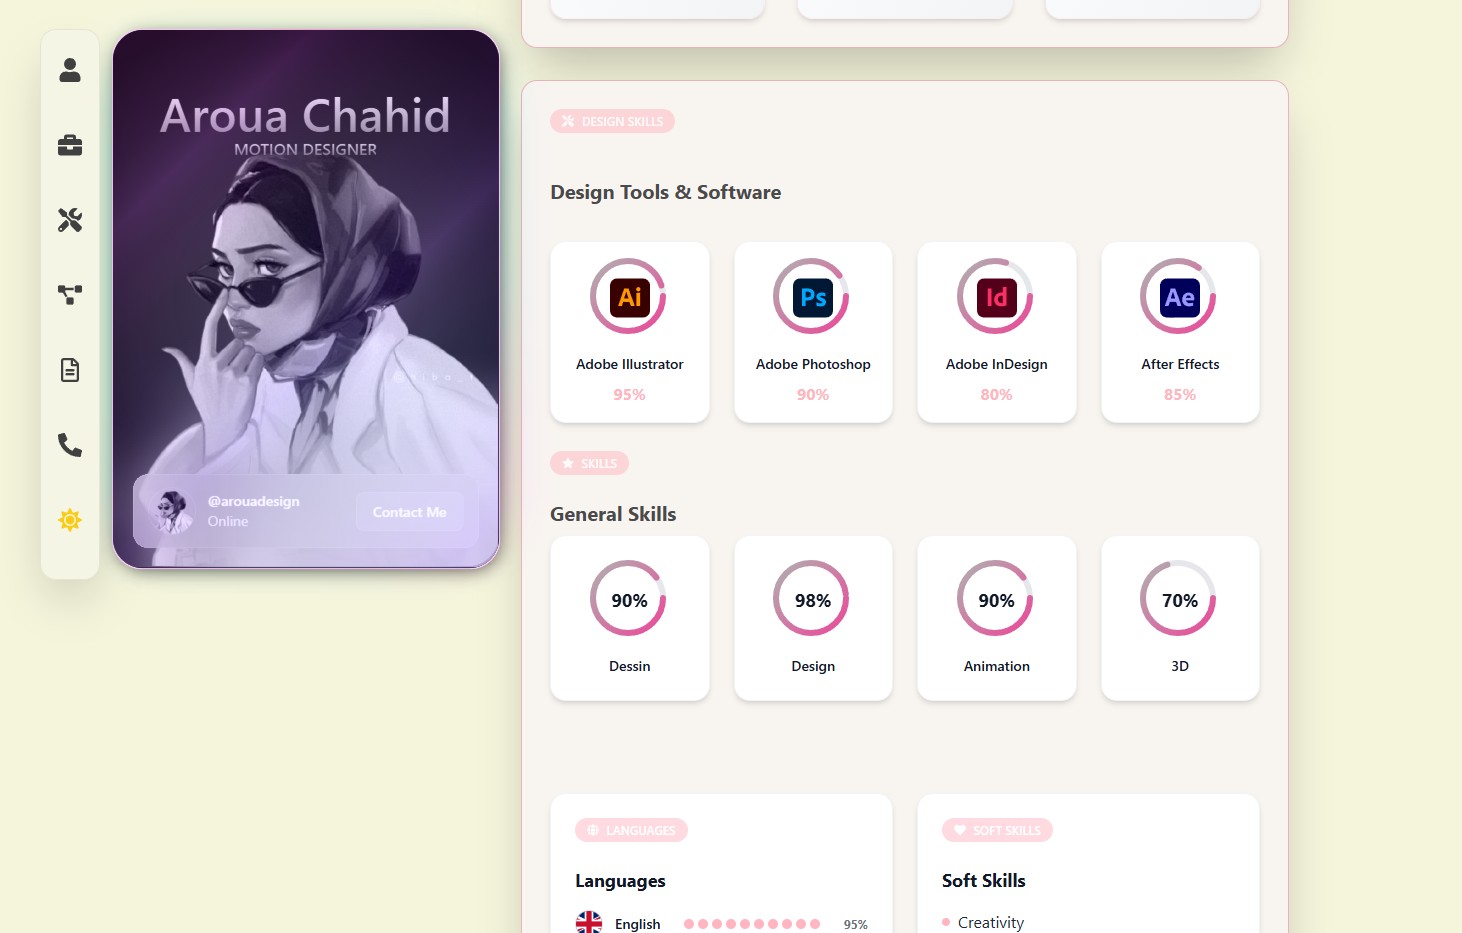 Aroua Chahid
MOTION DESIGNER
@arouadesign
Online
Contact Me
DESIGN SKILLS
Design Tools & Software
Ai
Ps
Id
Ae
Adobe Illustrator
Adobe Photoshop
Adobe InDesign
After Effects
95%
90%
80%
85%
SKILLS
General Skills
90%
98%
90%
70%
Dessin
Design
Animation
3D
LANGUAGES
Languages
English
95%
SOFT SKILLS
Soft Skills
Creativity